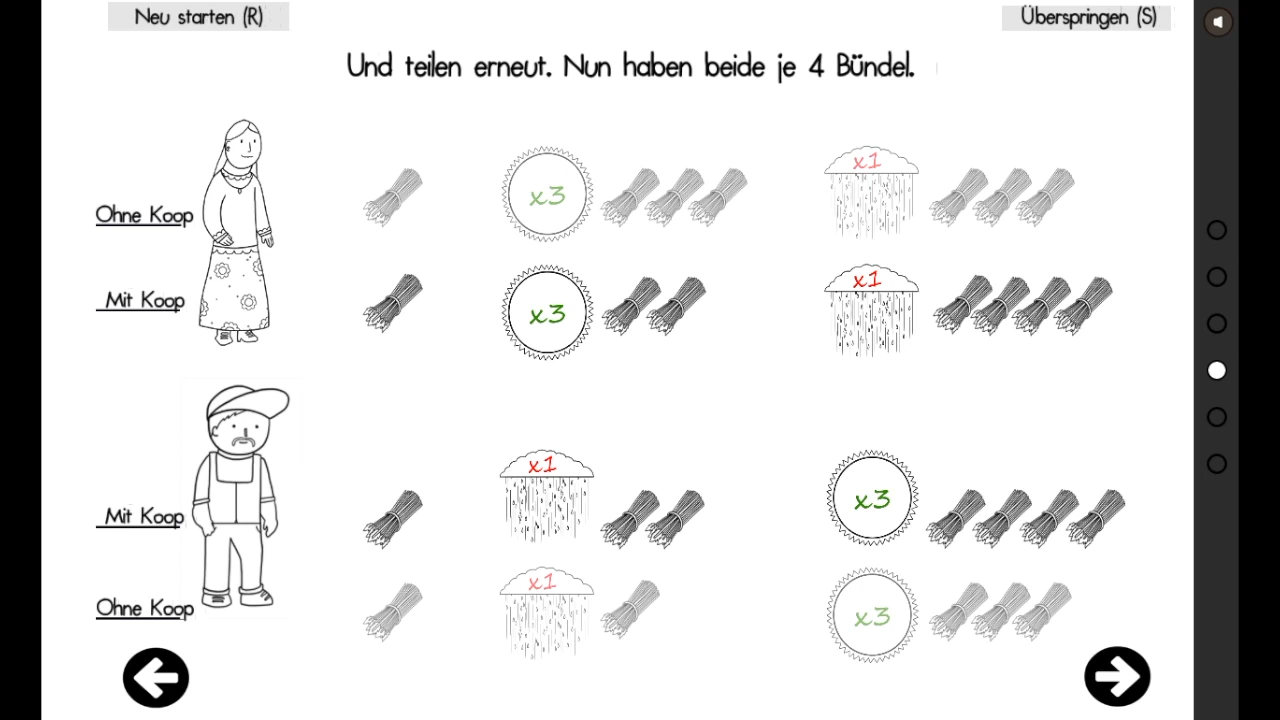 Neu starten (R)
Überspringen (S)
Und teilen erneut. Nun haben beide je 4 Bündel.
Ohne Koop
x3
x1
Mit Koop
x3
x1
Mit Koop
x1
x3
Ohne Koop
x1
x3